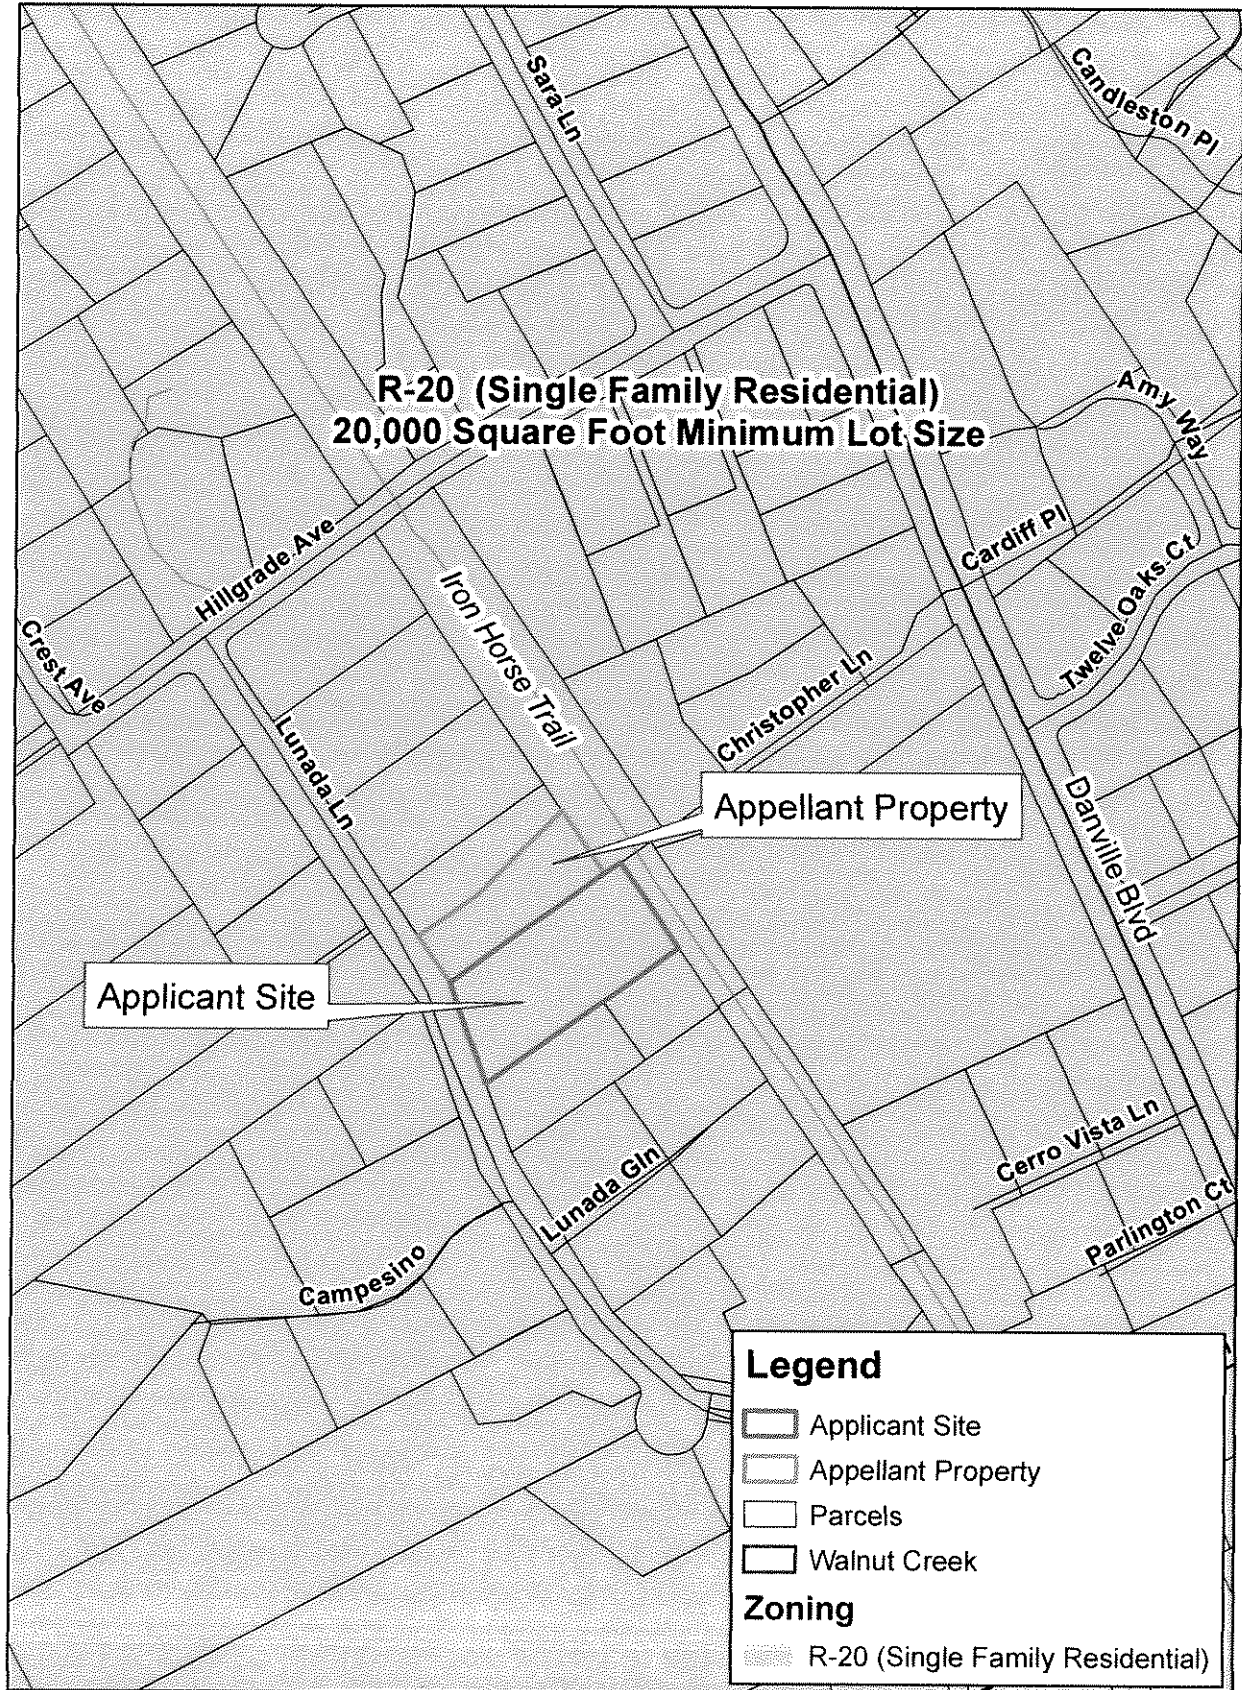 Sara Ln
Candleston Pl
R-20 (Single Family Residential)
20,000 Square Foot Minimum Lot Size
Amy Way
Cardiff Pl
Twelve Oaks Ct
Hillgrade Ave
Iron Horse Trail
Crest Ave
Christopher Ln
Lunada Ln
Appellant Property
Danville Blvd
Applicant Site
Cerro Vista Ln
Lunada Gln
Parlington Ct
Campesino
Legend
Applicant Site
Appellant Property
Parcels
Walnut Creek
Zoning
R-20 (Single Family Residential)